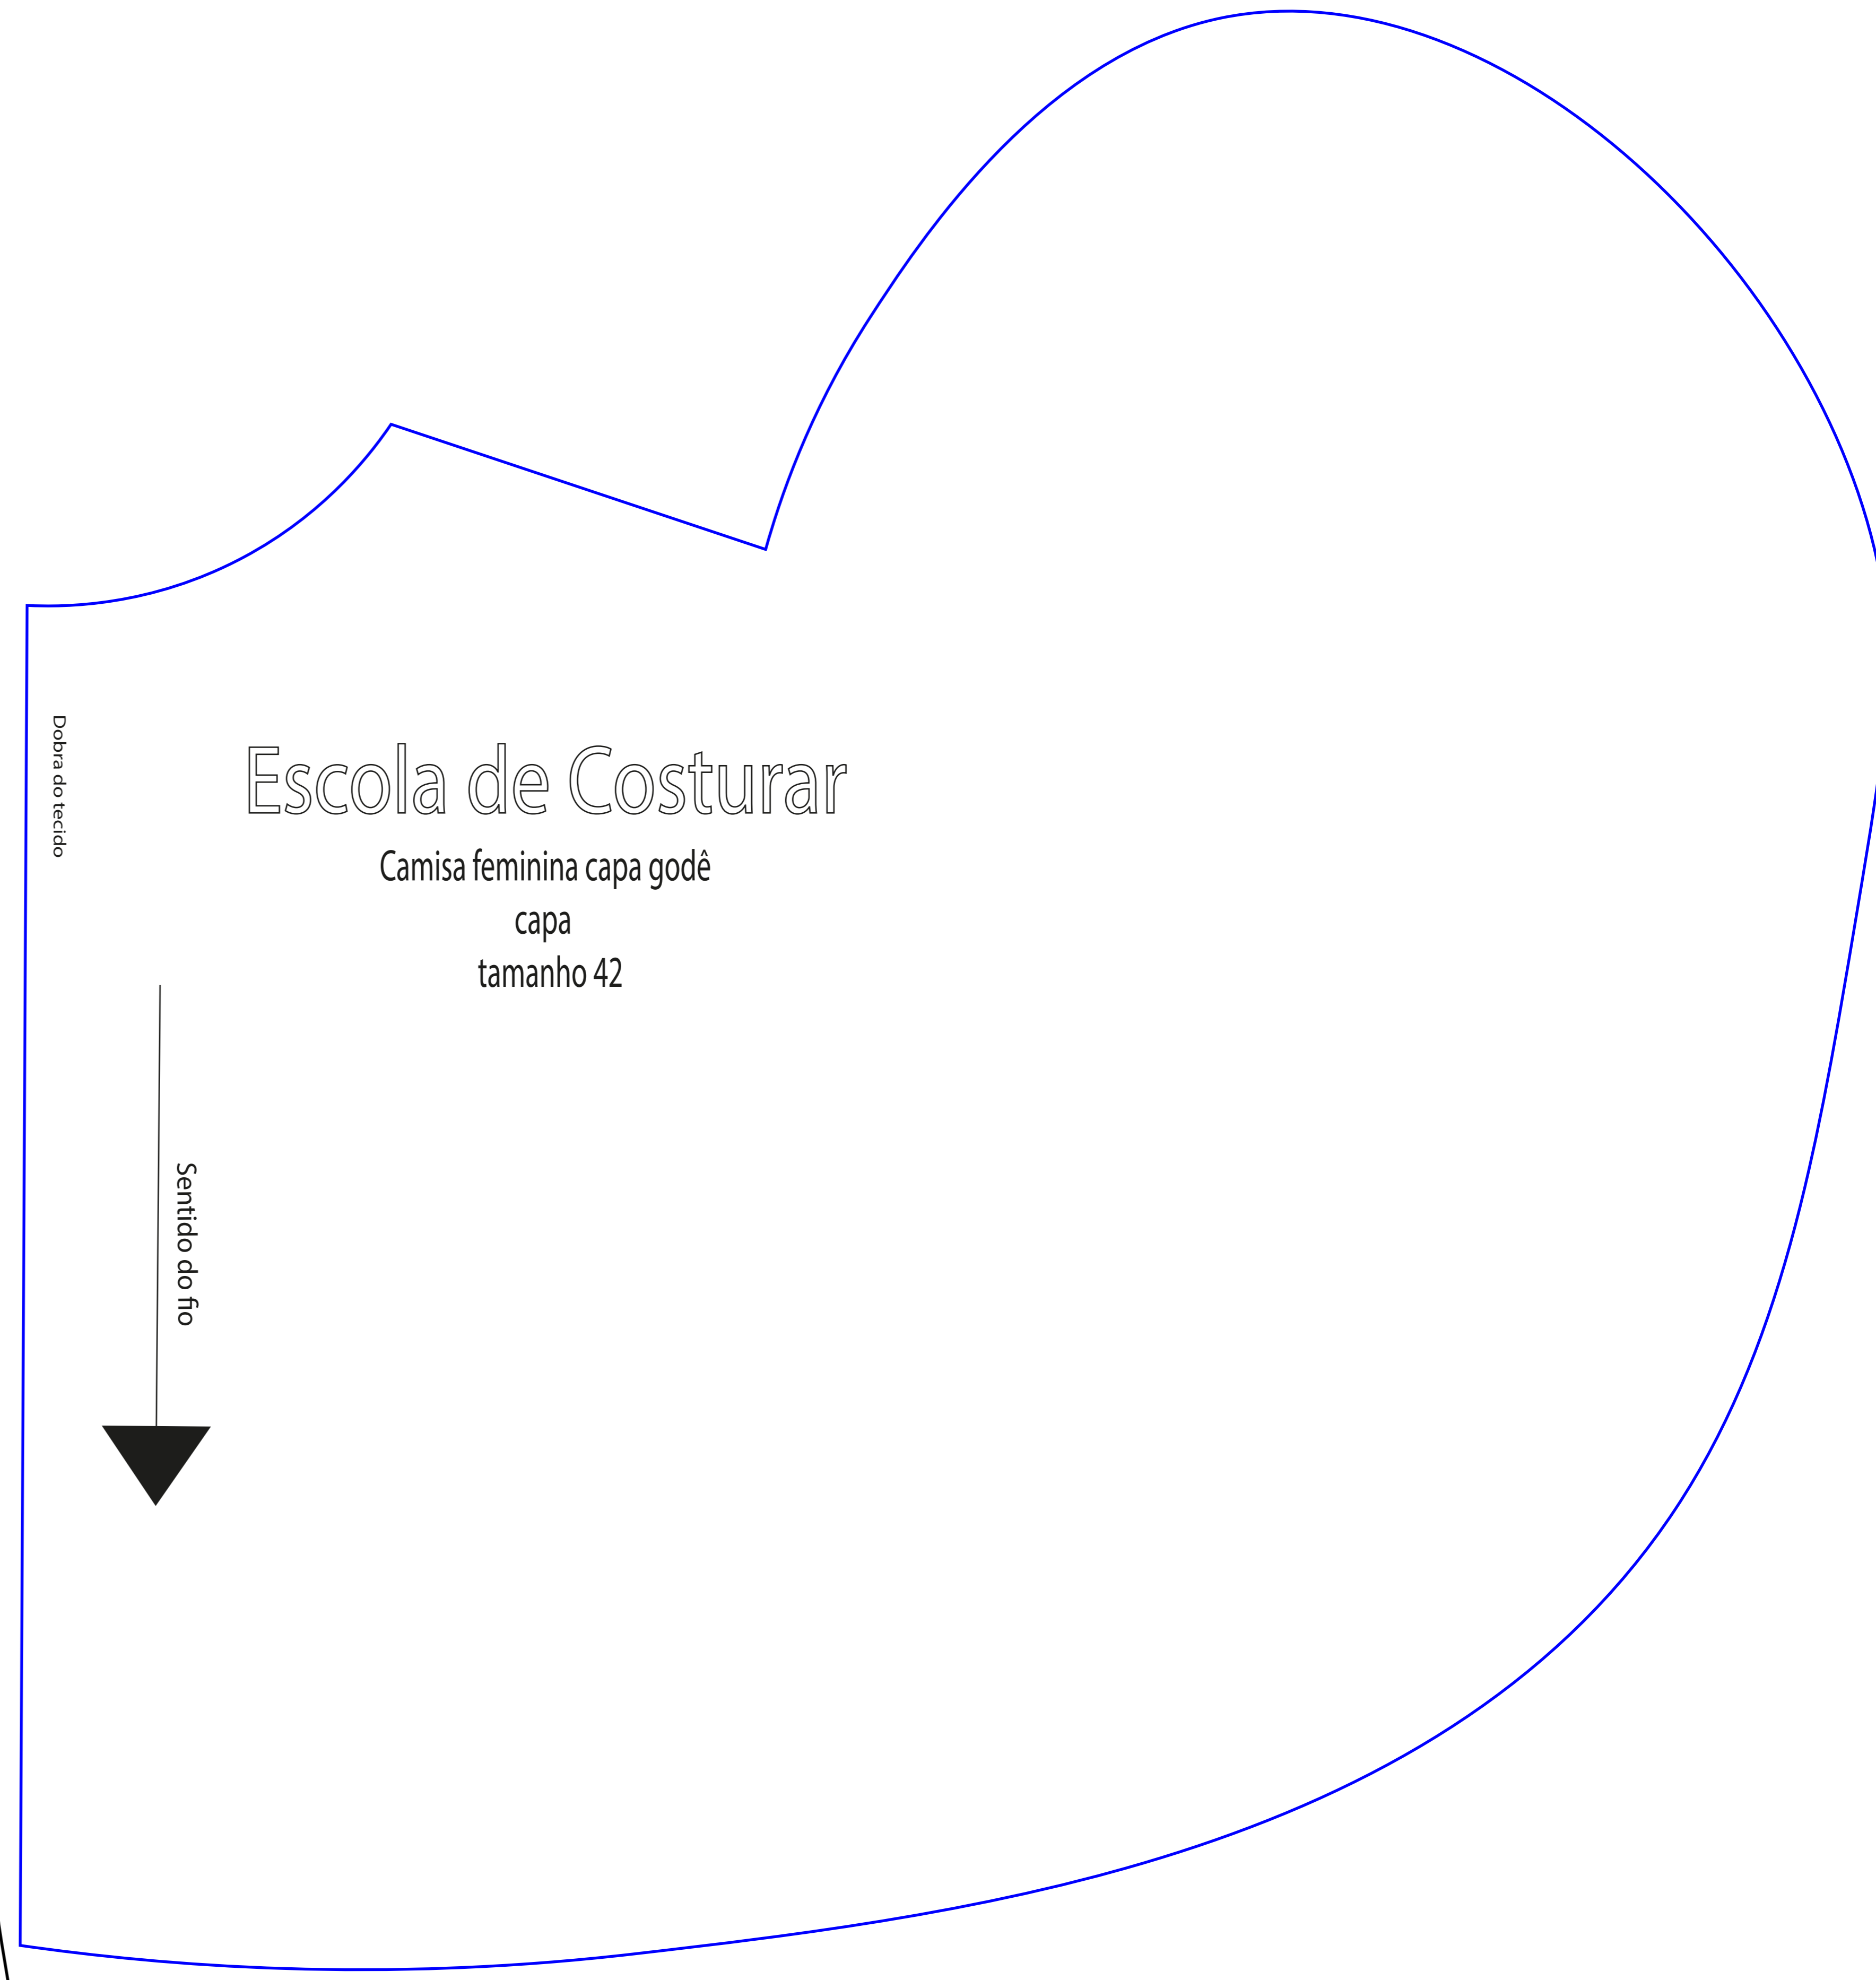 Dobra do tecido
Escola de Costurar
Camisa feminina capa godê
capa
tamanho 42
Sentido do fio